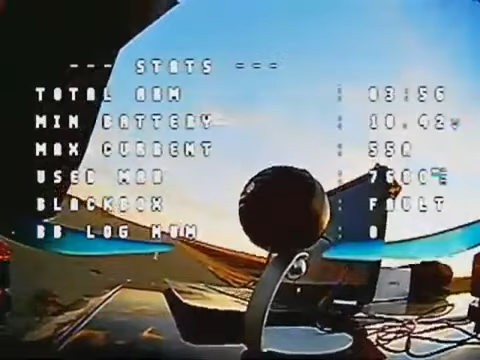 --- STATS ---
TOTAL ARM : 03:56
MIN BATTERY : 10.42V
MAX CURRENT : 55A
USED MAH
BLACKBOX : FAULT
BB LOG NUM : 0